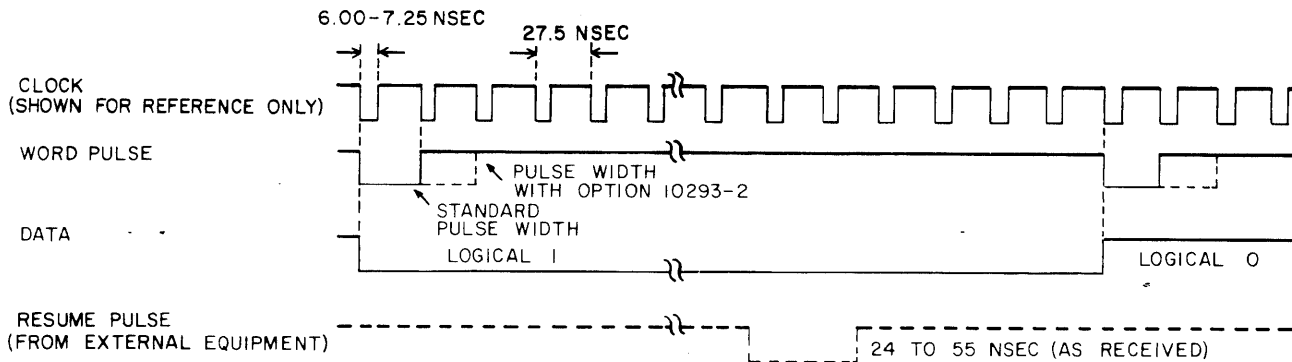 6.00-7.25 NSEC
27.5 NSEC
CLOCK
(SHOWN FOR REFERENCE ONLY)
WORD PULSE
PULSE WIDTH
WITH OPTION 10293-2
STANDARD
PULSE WIDTH
DATA
LOGICAL 1
LOGICAL 0
RESUME PULSE
(FROM EXTERNAL EQUIPMENT)
24 TO 55 NSEC (AS RECEIVED)